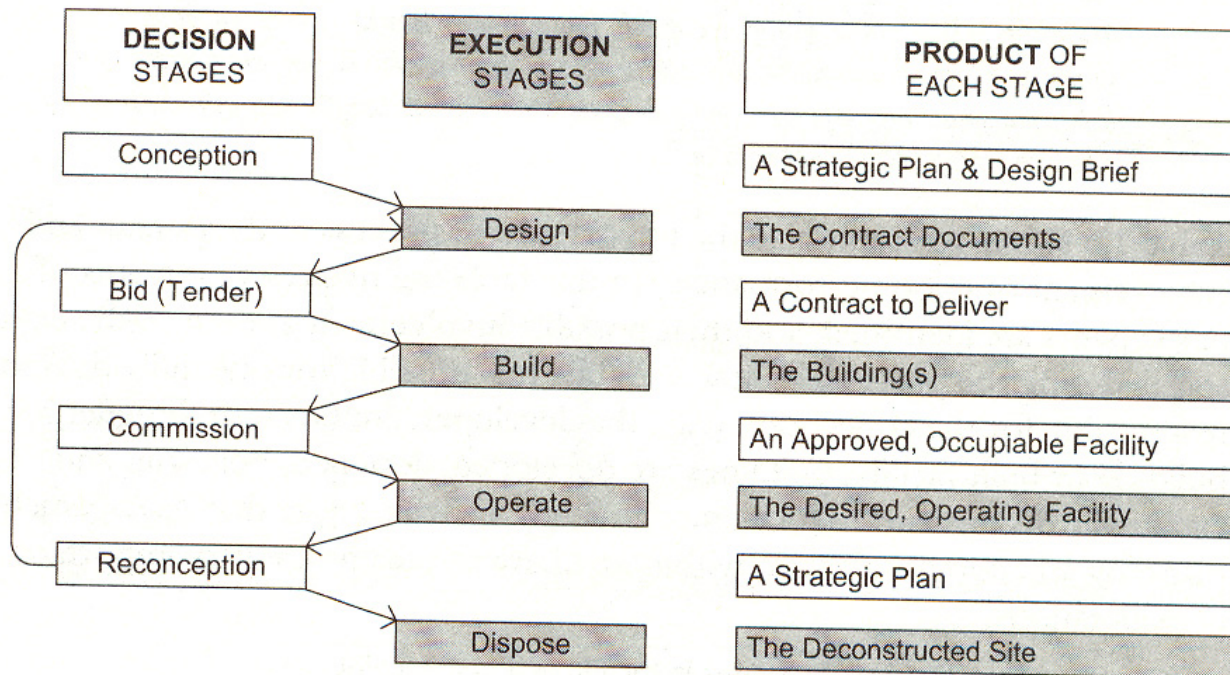 DECISION
STAGES
EXECUTION
STAGES
PRODUCT OF
EACH STAGE
Conception
A Strategic Plan & Design Brief
Design
The Contract Documents
Bid (Tender)
A Contract to Deliver
Build
The Building(s)
Commission
An Approved, Occupiable Facility
Operate
The Desired, Operating Facility
Reconception
A Strategic Plan
Dispose
The Deconstructed Site